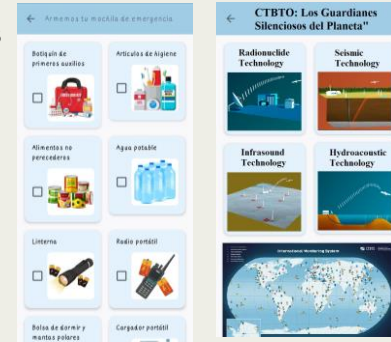 Armemos tu mochila de emergencia.
Botiquín de
primeros auxilios
Artículos de higiene
Alimentos no
perecederos
Agua potable
Linterna
Radio portátil
Bolsa de dormir y
mantas polares
Cargador portátil
CTBTO: Los Guardianes
Silenciosos del Planeta"
Radionuclide
Technology
Seismic
Technology
Infrasound
Technology
Hydroacoustic
Technology
International Monitoring System